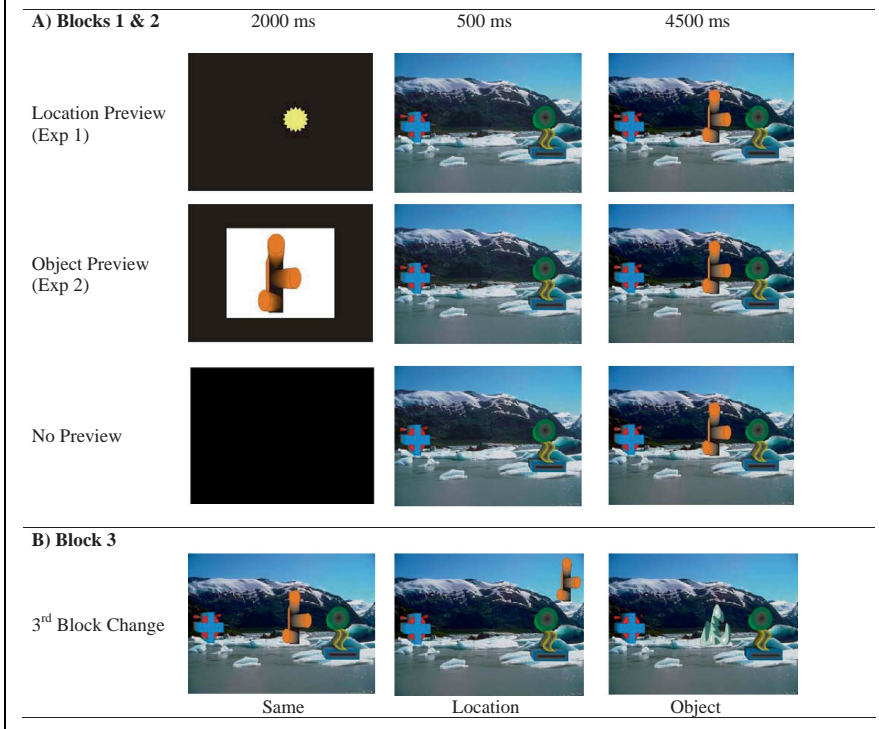 A) Blocks 1 & 2 2000 ms 500 ms 4500 ms
Location Preview
(Exp 1)
Object Preview
(Exp 2)
No Preview
B) Block 3
3rd Block Change
Same Location Object